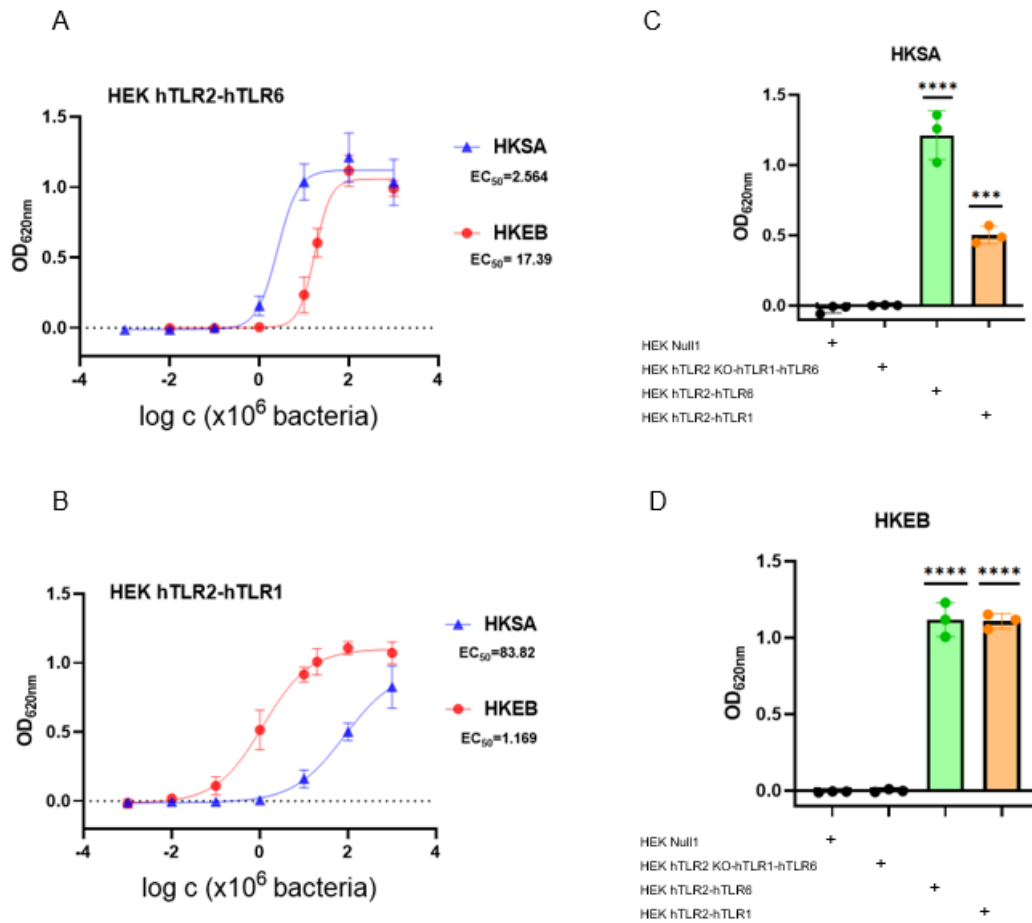 A
HEK hTLR2-hTLR6
OD620nm
1.5
1.0
0.5
0.0
-4
-2
0
2
4
log c (x10^6 bacteria)
HKSA
EC50=2.564
HKEB
EC50= 17.39
B
HEK hTLR2-hTLR1
OD620nm
1.5
1.0
0.5
0.0
-4
-2
0
2
4
log c (x10^6 bacteria)
HKSA
EC50=83.82
HKEB
EC50=1.169
C
HKSA
OD620nm
1.5
1.0
0.5
0.0
****
***
HEK Null1 +
HEK hTLR2 KO-hTLR1-hTLR6 +
HEK hTLR2-hTLR6 +
HEK hTLR2-hTLR1 +
D
HKEB
OD620nm
1.5
1.0
0.5
0.0
**** ****
HEK Null1 +
HEK hTLR2 KO-hTLR1-hTLR6 +
HEK hTLR2-hTLR6 +
HEK hTLR2-hTLR1 +